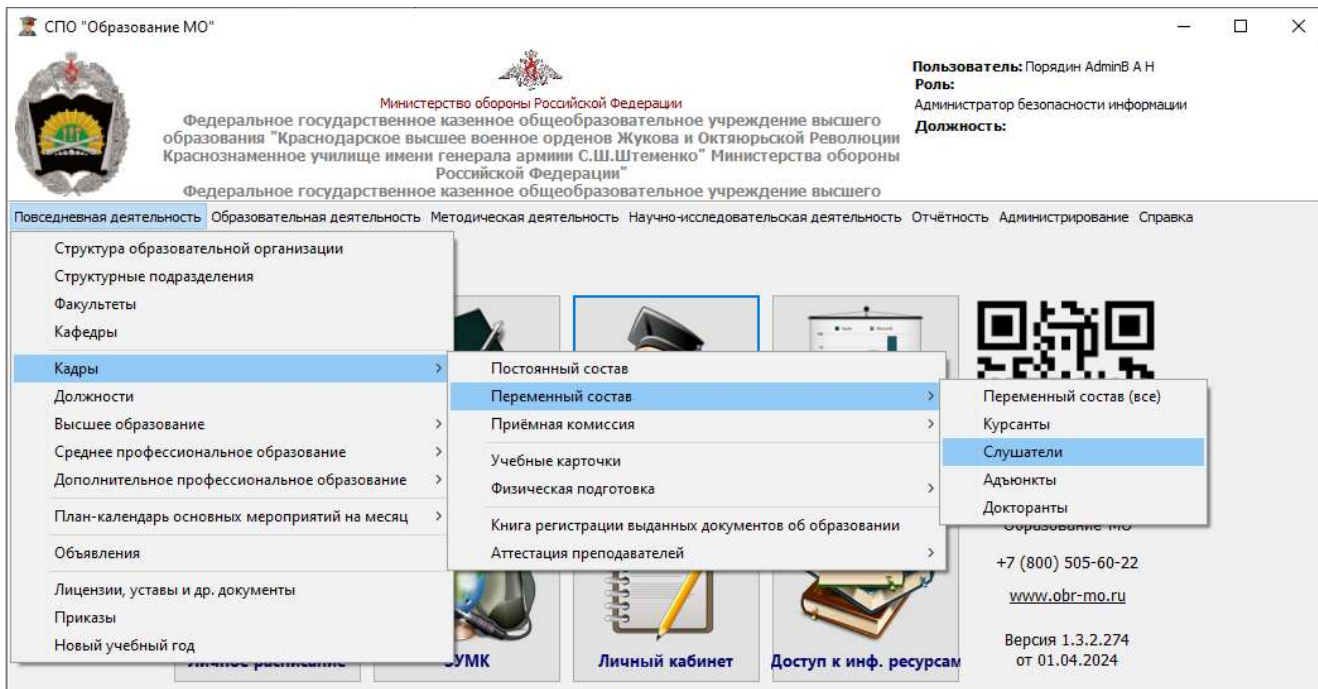 СПО "Образование МО"
Министерство обороны Российской Федерации
Федеральное государственное казенное общеобразовательное учреждение высшего
образования "Краснодарское высшее военное орденов Жукова и Октяюрьской Революции
Краснознаменное училище имени генерала армиии С.Ш.Штеменко" Министерства обороны
Российской Федерации"
Федеральное государственное казенное общеобразовательное учреждение высшего
Пользователь: Порядин AdminB А Н
Роль:
Администратор безопасности информации
Должность:
Повседневная деятельность Образовательная деятельность Методическая деятельность Научно-исследовательская деятельность Отчётность Администрирование Справка
Структура образовательной организации
Структурные подразделения
Факультеты
Кафедры
Кадры
Должности
Высшее образование
Среднее профессиональное образование
Дополнительное профессиональное образование
План-календарь основных мероприятий на месяц
Объявления
Лицензии, уставы и др. документы
Приказы
Новый учебный год
Постоянный состав
Переменный состав
Приёмная комиссия
Учебные карточки
Физическая подготовка
Книга регистрации выданных документов об образовании
Аттестация преподавателей
Переменный состав (все)
Курсанты
Слушатели
Адъюнкты
Докторанты
Образование МО
+7 (800) 505-60-22
www.obr-mo.ru
Версия 1.3.2.274
от 01.04.2024
Личное расписание
ЭУМК
Личный кабинет
Доступ к инф. ресурсам